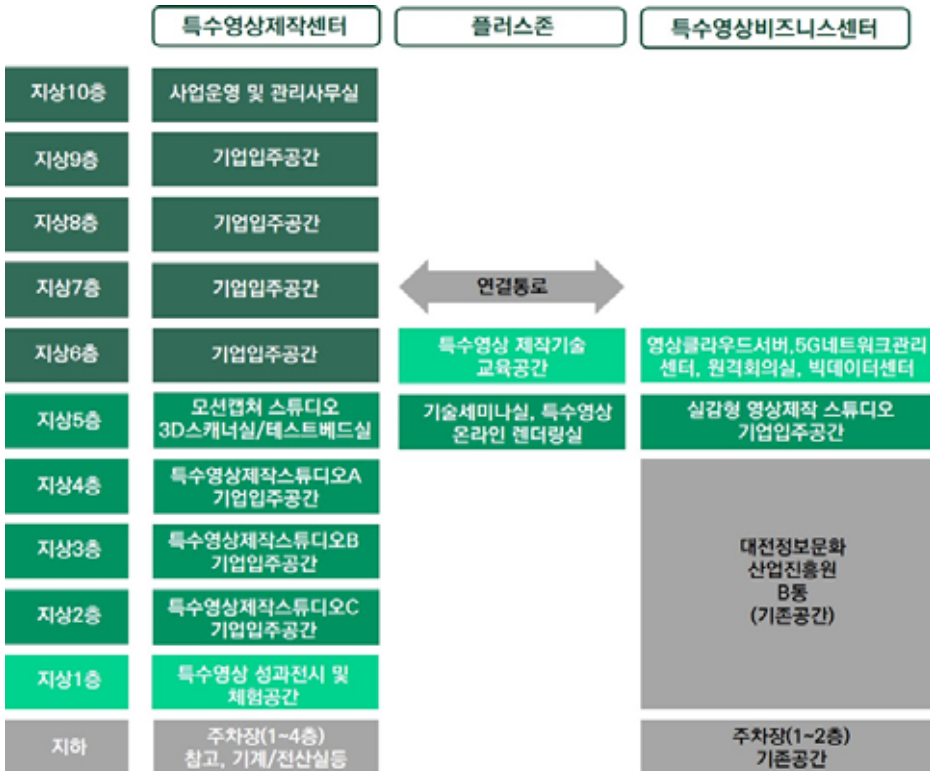 특수영상제작센터
플러스존
특수영상비즈니스센터
지상10층
사업운영 및 관리사무실
지상9층
기업입주공간
지상8층
기업입주공간
지상7층
기업입주공간
연결통로
지상6층
기업입주공간
특수영상 제작기술
교육공간
영상클라우드서버,5G네트워크관리
센터, 원격회의실, 빅데이터센터
지상5층
모션캡쳐 스튜디오
3D스캐너실/테스트베드실
기술세미나실, 특수영상
온라인 렌더링실
실감형 영상제작 스튜디오
기업입주공간
지상4층
특수영상제작스튜디오A
기업입주공간
지상3층
특수영상제작스튜디오B
기업입주공간
지상2층
특수영상제작스튜디오C
기업입주공간
대전정보문화
산업진흥원
B동
(기존공간)
지상1층
특수영상 성과전시 및
체험공간
지하
주차장(1~4층)
참고, 기계/전산실등
주차장(1~2층)
기존공간